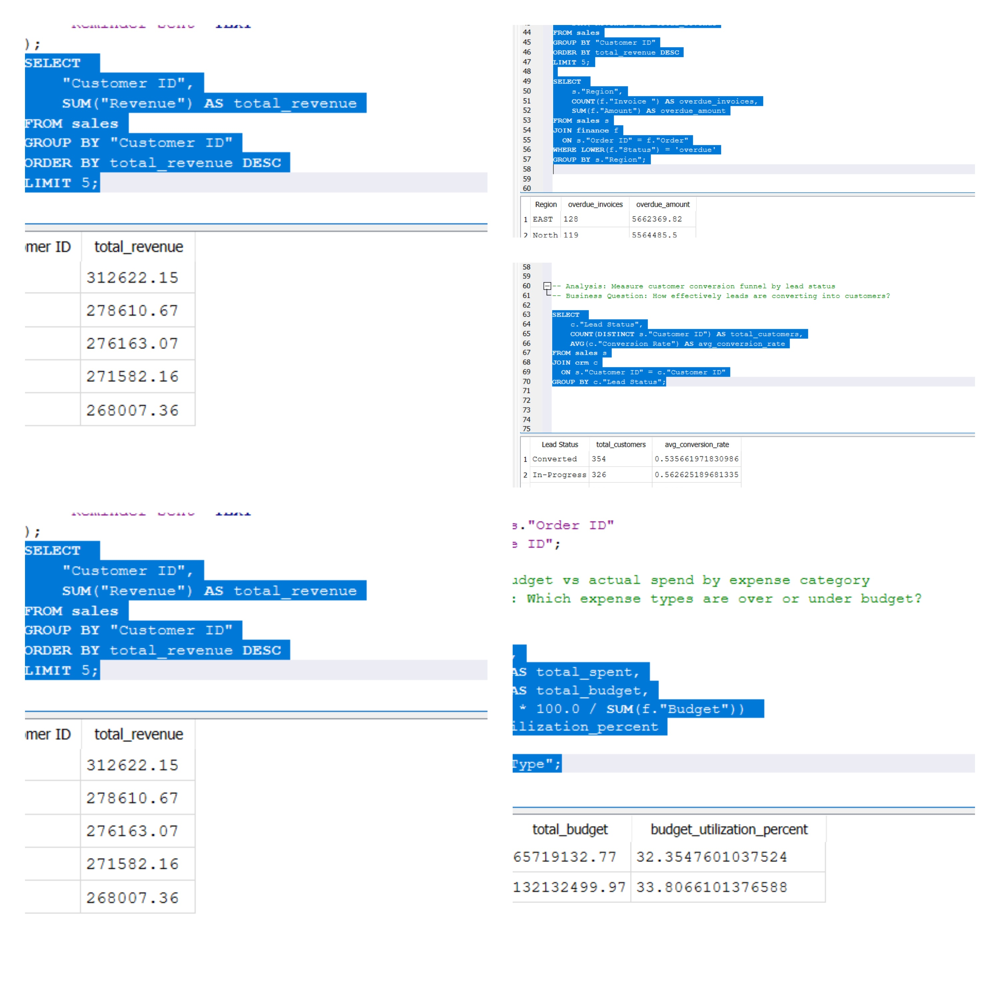 Reminder Sent" TEXT
);
SELECT
"Customer ID",
SUM("Revenue") AS total_revenue
FROM sales
GROUP BY "Customer ID"
ORDER BY total_revenue DESC
LIMIT 5;
mer ID total_revenue
312622.15
278610.67
276163.07
271582.16
268007.36
44 FROM sales
45 GROUP BY "Customer ID"
46 ORDER BY total_revenue DESC
47 LIMIT 5;
48
49 SELECT
50 s."Region",
51 COUNT(f."Invoice ") AS overdue_invoices,
52 SUM(f."Amount") AS overdue_amount
53 FROM sales s
54 JOIN finance f
55 ON s."Order ID" = f."Order"
56 WHERE LOWER(f."Status") = 'overdue'
57 GROUP BY s."Region";
58
59
60
Region overdue_invoices overdue_amount
1 EAST 128 5662369.82
2 North 119 5564485.5
58
59
60 -- Analysis: Measure customer conversion funnel by lead status
61 -- Business Question: How effectively leads are converting into customers?
62
63 SELECT
64 c."Lead Status",
65 COUNT(DISTINCT s."Customer ID") AS total_customers,
66 AVG(c."Conversion Rate") AS avg_conversion_rate
67 FROM sales s
68 JOIN crm c
69 ON s."Customer ID" = c."Customer ID"
70 GROUP BY c."Lead Status";
71
72
73
74
75
Lead Status total_customers avg_conversion_rate
1 Converted 354 0.535661971830986
2 In-Progress 326 0.562625189681335
);
SELECT
"Customer ID",
SUM("Revenue") AS total_revenue
FROM sales
GROUP BY "Customer ID"
ORDER BY total_revenue DESC
LIMIT 5;
mer ID total_revenue
312622.15
278610.67
276163.07
271582.16
268007.36
s."Order ID"
e ID";
udget vs actual spend by expense category
: Which expense types are over or under budget?
,
AS total_spent,
AS total_budget,
* 100.0 / SUM(f."Budget"))
ilization_percent
Type";
total_budget budget_utilization_percent
65719132.77 32.3547601037524
132132499.97 33.8066101376588